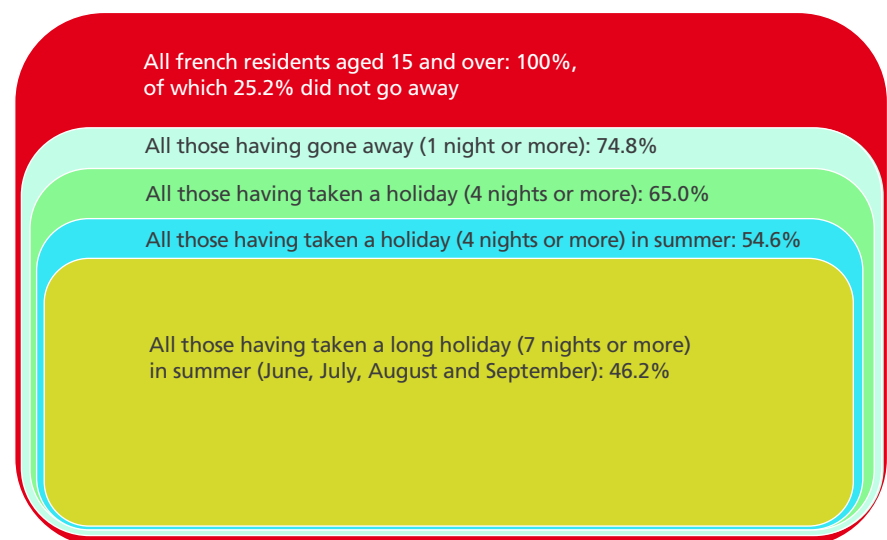 All french residents aged 15 and over: 100%,
of which 25.2% did not go away
All those having gone away (1 night or more): 74.8%
All those having taken a holiday (4 nights or more): 65.0%
All those having taken a holiday (4 nights or more) in summer: 54.6%
All those having taken a long holiday (7 nights or more)
in summer (June, July, August and September): 46.2%